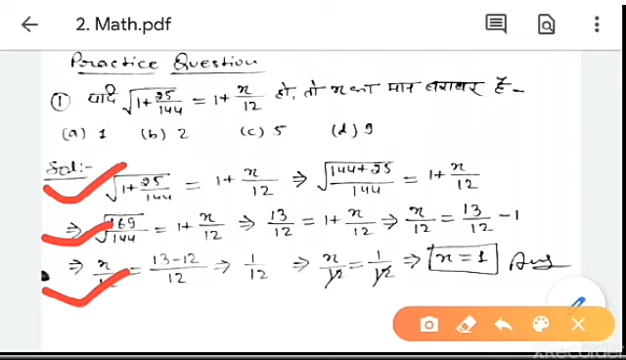 2. Math.pdf
Practice Question
① यदि √(1+25/144) = 1+x/12 हो, तो x का मान बराबर है -
(a) 1 (b) 2 (c) 5 (d) 9
Sol:-
√(1+25/144) = 1+x/12 ⇒ √((144+25)/144) = 1+x/12
⇒ √(169/144) = 1+x/12 ⇒ 13/12 = 1+x/12 ⇒ x/12 = 13/12 - 1
⇒ x/12 = (13-12)/12 ⇒ 1/12 ⇒ x/12 = 1/12 ⇒ x = 1 Ans